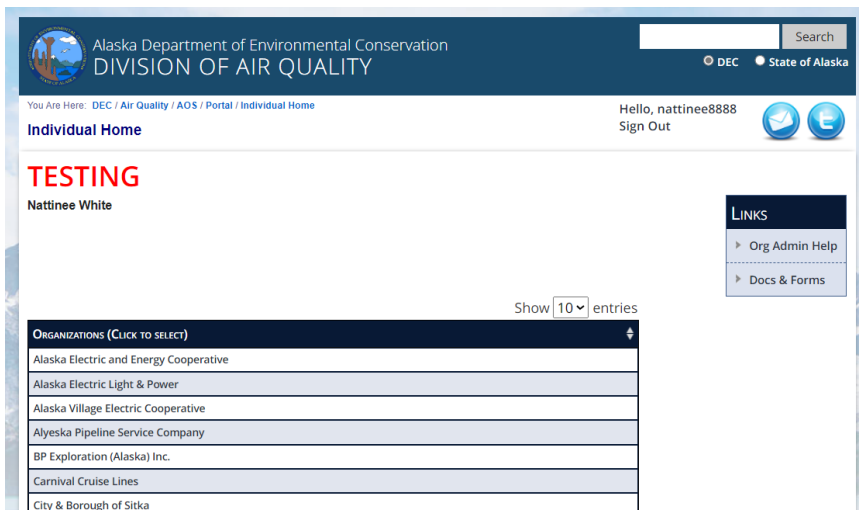 Alaska Department of Environmental Conservation
DIVISION OF AIR QUALITY
Search
DEC State of Alaska
You Are Here: DEC / Air Quality / AOS / Portal / Individual Home
Individual Home
Hello, nattinee8888
Sign Out
TESTING
Nattinee White
LINKS
Org Admin Help
Docs & Forms
Show 10 entries
ORGANIZATIONS (CLICK TO SELECT)
Alaska Electric and Energy Cooperative
Alaska Electric Light & Power
Alaska Village Electric Cooperative
Alyeska Pipeline Service Company
BP Exploration (Alaska) Inc.
Carnival Cruise Lines
City & Borough of Sitka